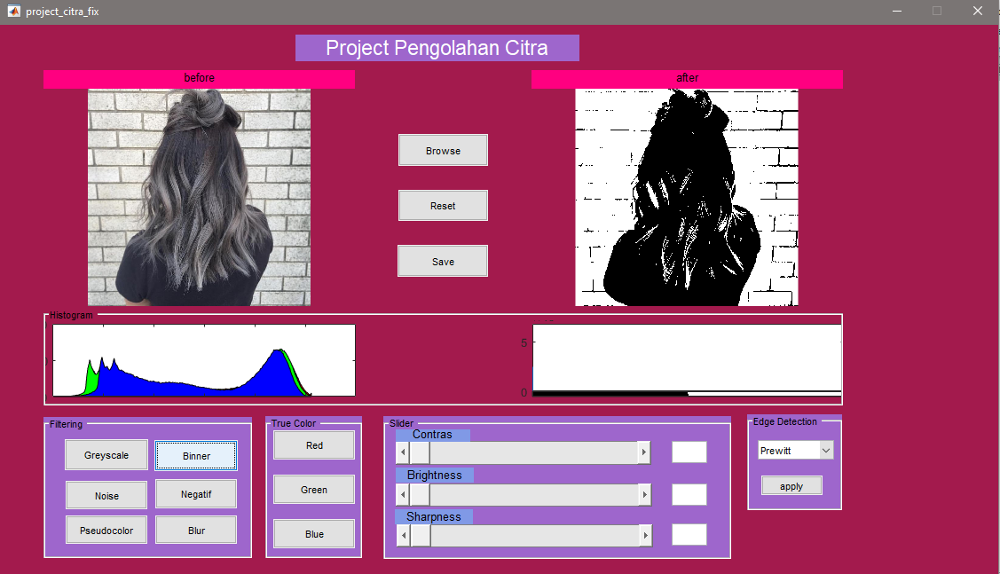 project_citra_fix
Project Pengolahan Citra
before
after
Browse
Reset
Save
Histogram
5
0
Filtering
Greyscale
Binner
Noise
Negatif
Pseudocolor
Blur
True Color
Red
Green
Blue
Slider
Contras
Brightness
Sharpness
Edge Detection
Prewitt
apply